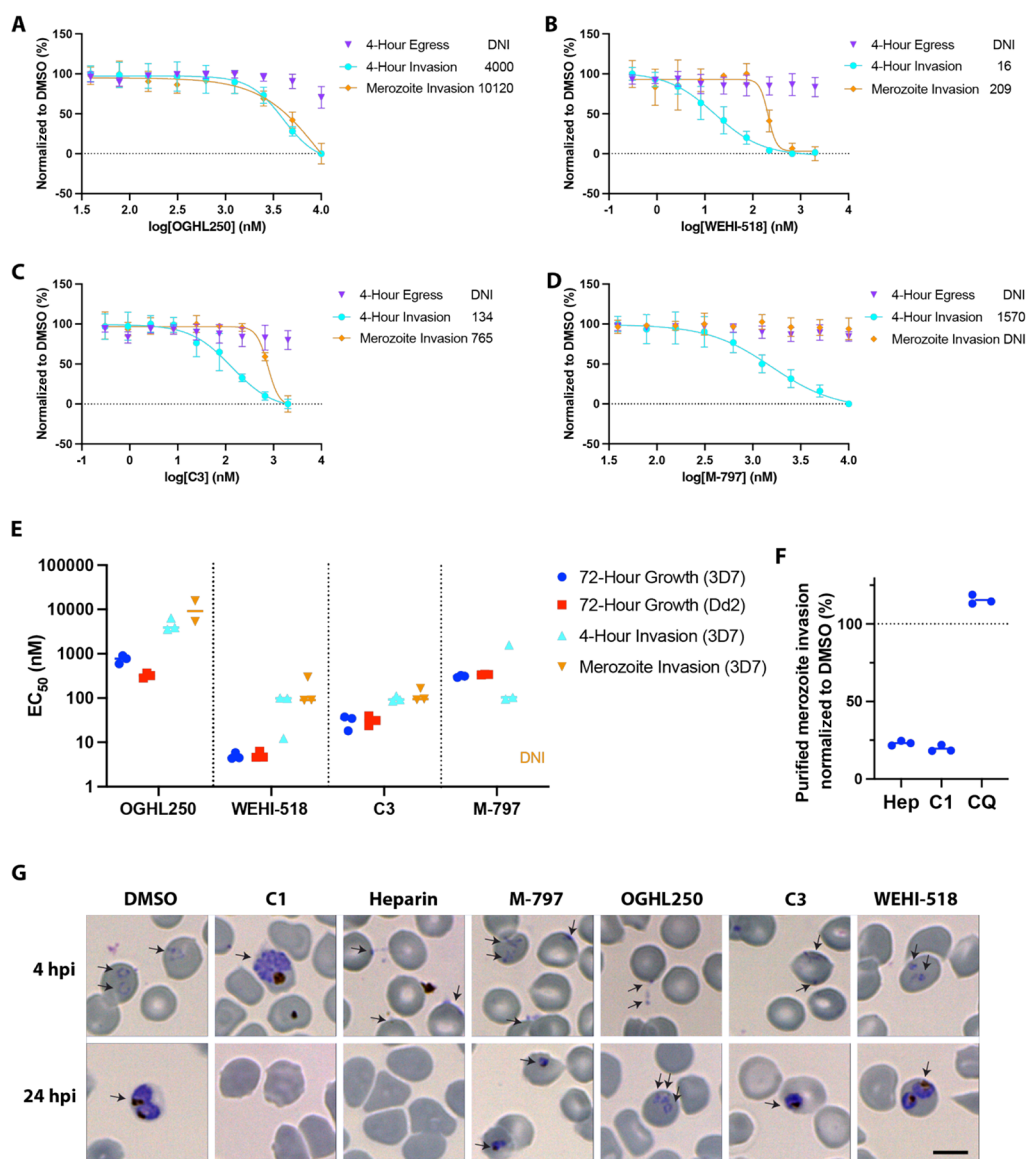 A
Normalized to DMSO (%)
150
100
50
0
-50
1.5 2.0 2.5 3.0 3.5 4.0
log[OGHL250] (nM)
4-Hour Egress DNI
4-Hour Invasion 4000
Merozoite Invasion 10120
B
Normalized to DMSO (%)
150
100
50
0
-50
-1 0 1 2 3 4
log[WEHI-518] (nM)
4-Hour Egress DNI
4-Hour Invasion 16
Merozoite Invasion 209
C
Normalized to DMSO (%)
150
100
50
0
-50
-1 0 1 2 3 4
log[C3] (nM)
4-Hour Egress DNI
4-Hour Invasion 134
Merozoite Invasion 765
D
Normalized to DMSO (%)
150
100
50
0
-50
1.5 2.0 2.5 3.0 3.5 4.0
log[M-797] (nM)
4-Hour Egress DNI
4-Hour Invasion 1570
Merozoite Invasion DNI
E
EC50 (nM)
100000
10000
1000
100
10
1
DNI
OGHL250 WEHI-518 C3 M-797
72-Hour Growth (3D7)
72-Hour Growth (Dd2)
4-Hour Invasion (3D7)
Merozoite Invasion (3D7)
F
Purified merozoite invasion
normalized to DMSO (%)
100
0
Hep C1 CQ
G
DMSO C1 Heparin M-797 OGHL250 C3 WEHI-518
4 hpi
24 hpi